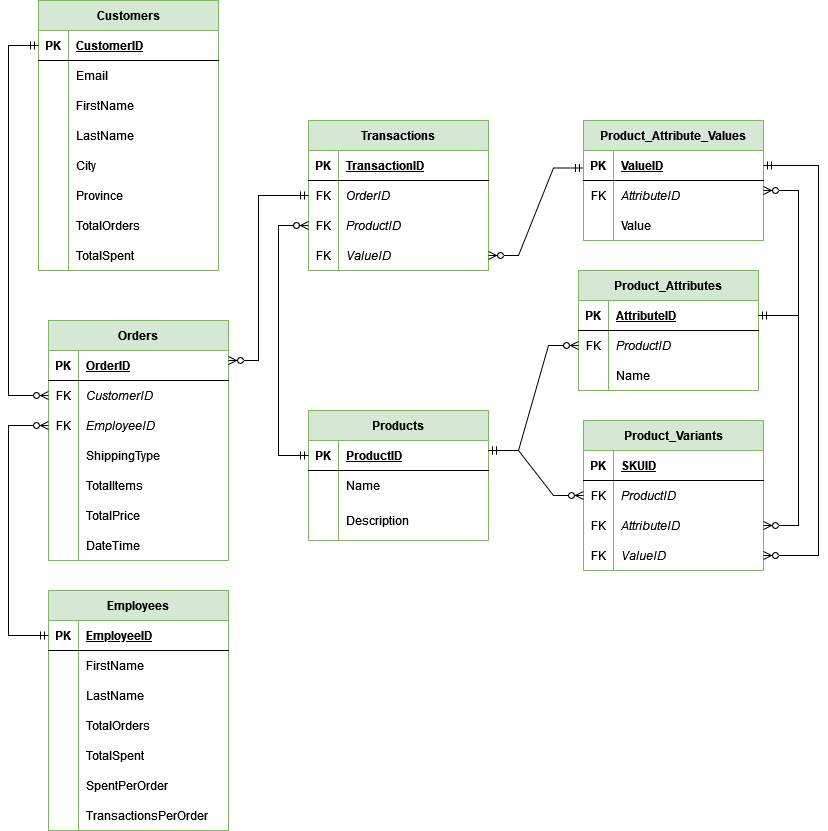 Customers
PK CustomerID
Email
FirstName
LastName
City
Province
TotalOrders
TotalSpent
Orders
PK OrderID
FK CustomerID
FK EmployeeID
ShippingType
TotalItems
TotalPrice
DateTime
Employees
PK EmployeeID
FirstName
LastName
TotalOrders
TotalSpent
SpentPerOrder
TransactionsPerOrder
Transactions
PK TransactionID
FK OrderID
FK ProductID
FK ValueID
Products
PK ProductID
Name
Description
Product_Attribute_Values
PK ValueID
FK AttributeID
Value
Product_Attributes
PK AttributeID
FK ProductID
Name
Product_Variants
PK SKUID
FK ProductID
FK AttributeID
FK ValueID